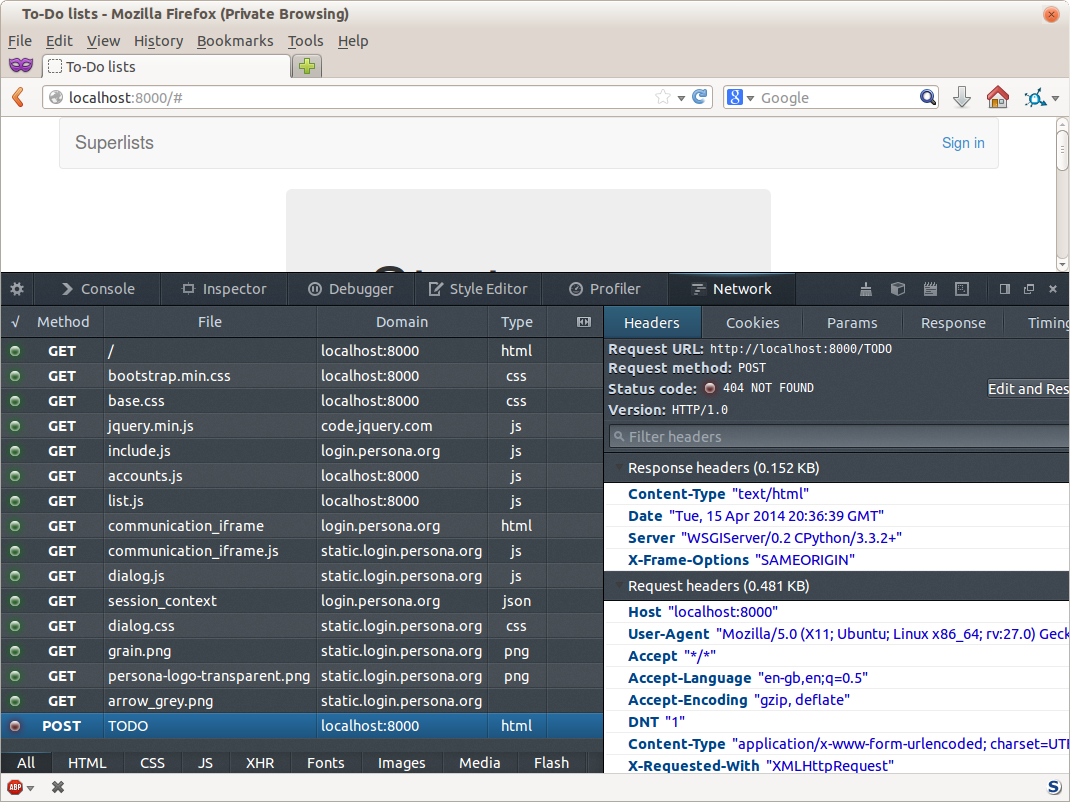 To-Do lists - Mozilla Firefox (Private Browsing)
File Edit View History Bookmarks Tools Help
To-Do lists
localhost:8000/#
8 Google
Superlists
Sign in
Console Inspector Debugger Style Editor Profiler Network
√ Method File Domain Type
GET / localhost:8000 html
GET bootstrap.min.css localhost:8000 css
GET base.css localhost:8000 css
GET jquery.min.js code.jquery.com js
GET include.js login.persona.org js
GET accounts.js localhost:8000 js
GET list.js localhost:8000 js
GET communication_iframe login.persona.org html
GET communication_iframe.js static.login.persona.org js
GET dialog.js static.login.persona.org js
GET session_context login.persona.org json
GET dialog.css static.login.persona.org css
GET grain.png static.login.persona.org png
GET persona-logo-transparent.png static.login.persona.org png
GET arrow_grey.png static.login.persona.org
POST TODO localhost:8000 html
All HTML CSS JS XHR Fonts Images Media Flash
Headers Cookies Params Response Timing
Request URL: http://localhost:8000/TODO
Request method: POST
Status code: 404 NOT FOUND
Edit and Res
Version: HTTP/1.0
Filter headers
Response headers (0.152 KB)
Content-Type "text/html"
Date "Tue, 15 Apr 2014 20:36:39 GMT"
Server "WSGIServer/0.2 CPython/3.3.2+"
X-Frame-Options "SAMEORIGIN"
Request headers (0.481 KB)
Host "localhost:8000"
User-Agent "Mozilla/5.0 (X11; Ubuntu; Linux x86_64; rv:27.0) Geck
Accept "*/*"
Accept-Language "en-gb,en;q=0.5"
Accept-Encoding "gzip, deflate"
DNT "1"
Content-Type "application/x-www-form-urlencoded; charset=UT
X-Requested-With "XMLHttpRequest"
ABP
S